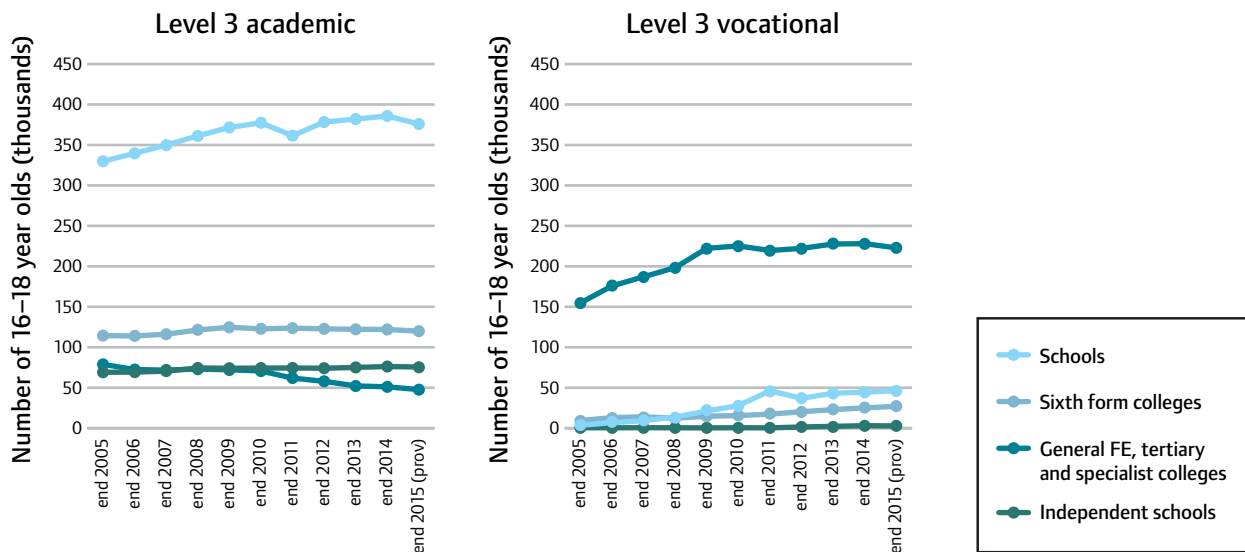 Level 3 academic
Number of 16–18 year olds (thousands)
450
400
350
300
250
200
150
100
50
0
end 2005
end 2006
end 2007
end 2008
end 2009
end 2010
end 2011
end 2012
end 2013
end 2014
end 2015 (prov)
Level 3 vocational
Number of 16–18 year olds (thousands)
450
400
350
300
250
200
150
100
50
0
end 2005
end 2006
end 2007
end 2008
end 2009
end 2010
end 2011
end 2012
end 2013
end 2014
end 2015 (prov)
Schools
Sixth form colleges
General FE, tertiary
and specialist colleges
Independent schools